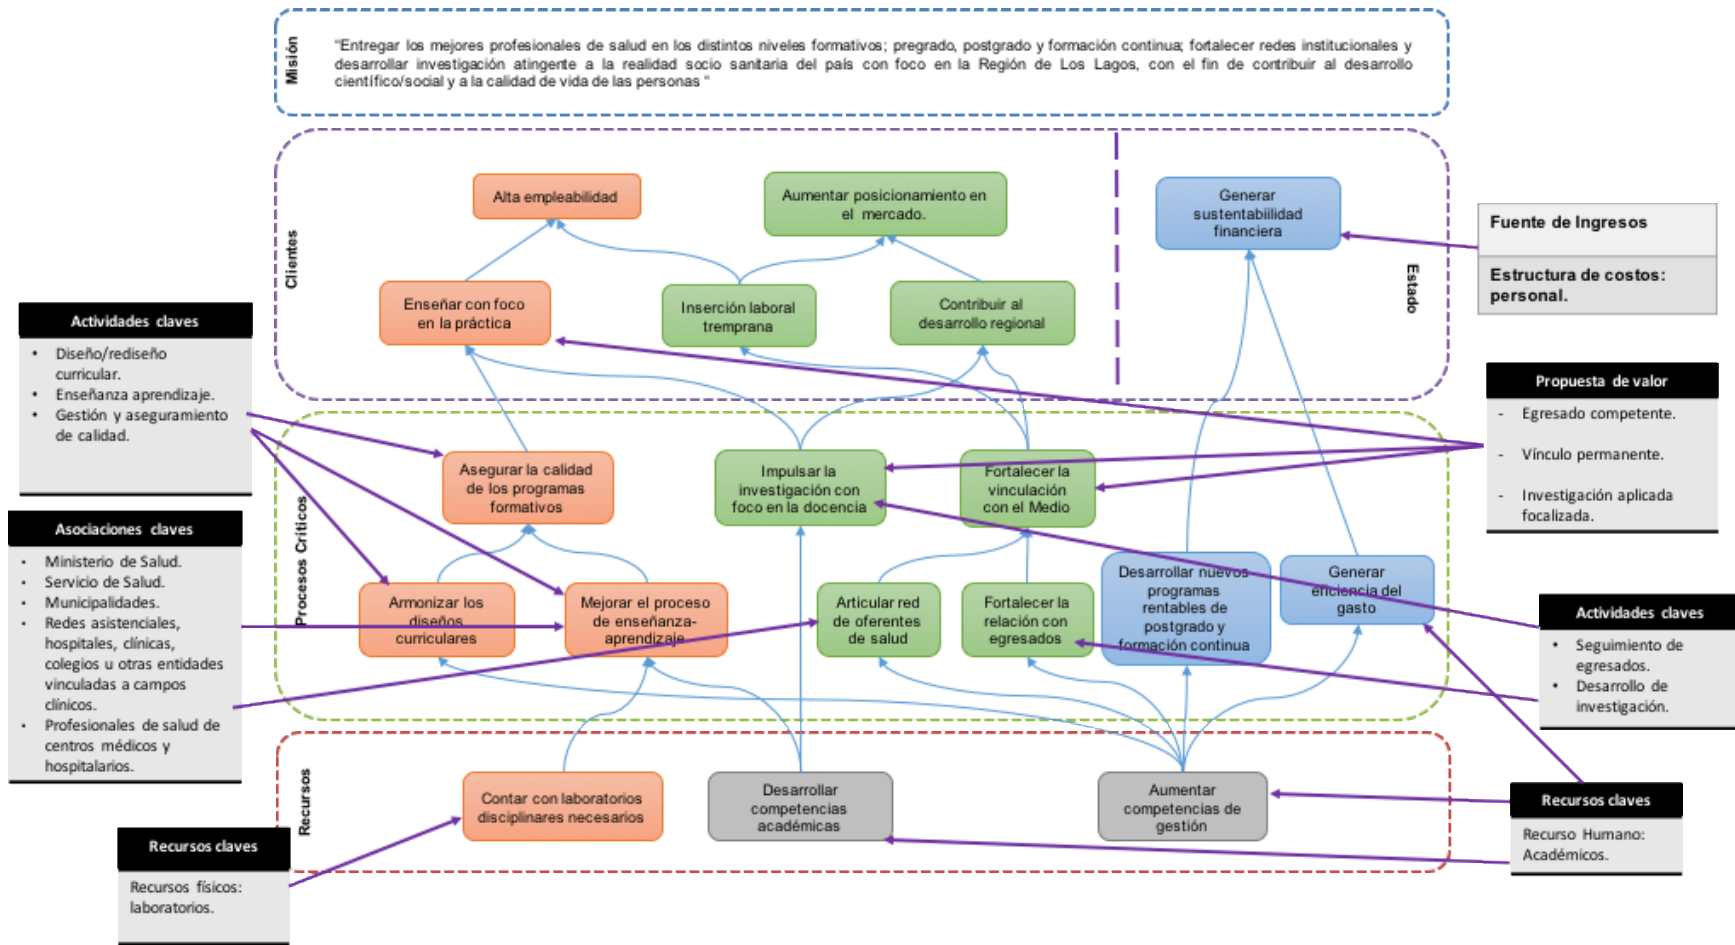 Misión
“Entregar los mejores profesionales de salud en los distintos niveles formativos; pregrado, postgrado y formación continua; fortalecer redes institucionales y
desarrollar investigación atingente a la realidad socio sanitaria del país con foco en la Región de Los Lagos, con el fin de contribuir al desarrollo
científico/social y a la calidad de vida de las personas “
Clientes
Alta empleabilidad
Aumentar posicionamiento en
el mercado.
Generar
sustentabiilidad
financiera
Estado
Enseñar con foco
en la práctica
Inserción laboral
tremprana
Contribuir al
desarrollo regional
Fuente de Ingresos
Estructura de costos:
personal.
Actividades claves
• Diseño/rediseño
curricular.
• Enseñanza aprendizaje.
• Gestión y aseguramiento
de calidad.
Propuesta de valor
- Egresado competente.
- Vínculo permanente.
- Investigación aplicada
focalizada.
Procesos Críticos
Asegurar la calidad
de los programas
formativos
Impulsar la
investigación con
foco en la docencia
Fortalecer la
vinculación
con el Medio
Armonizar los
diseños
curriculares
Mejorar el proceso
de enseñanza-
aprendizaje
Articular red
de oferentes
de salud
Fortalecer la
relación con
egresados
Desarrollar nuevos
programas
rentables de
postgrado y
formación continua
Generar
eficiencia del
gasto
Asociaciones claves
• Ministerio de Salud.
• Servicio de Salud.
• Municipalidades.
• Redes asistenciales,
hospitales, clínicas,
colegios u otras entidades
vinculadas a campos
clínicos.
• Profesionales de salud de
centros médicos y
hospitalarios.
Actividades claves
• Seguimiento de
egresados.
• Desarrollo de
investigación.
Recursos
Contar con laboratorios
disciplinares necesarios
Desarrollar
competencias
académicas
Aumentar
competencias de
gestión
Recursos claves
Recursos físicos:
laboratorios.
Recursos claves
Recurso Humano:
Académicos.